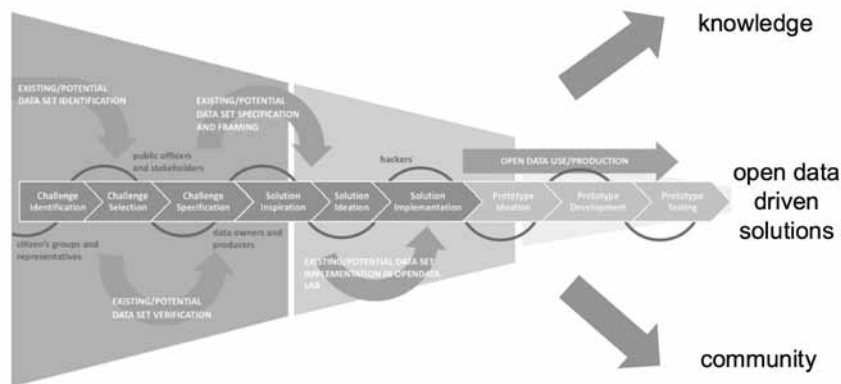 knowledge
EXISTING/POTENTIAL
DATA SET IDENTIFICATION
EXISTING/POTENTIAL
DATA SET SPECIFICATION
AND FRAMING
public officers
and stakeholders
hackers
OPEN DATA USE/PRODUCTION
Challenge
Identification
Challenge
Selection
Challenge
Specification
Solution
Inspiration
Solution
Ideation
Solution
Implementation
Prototype
Ideation
Prototype
Development
Prototype
Testing
open data
driven
solutions
citizen's groups and
representatives
data owners and
producers
EXISTING/POTENTIAL DATA SET
IMPLEMENTATION IN OPENDATA
LAB
EXISTING/POTENTIAL
DATA SET VERIFICATION
community